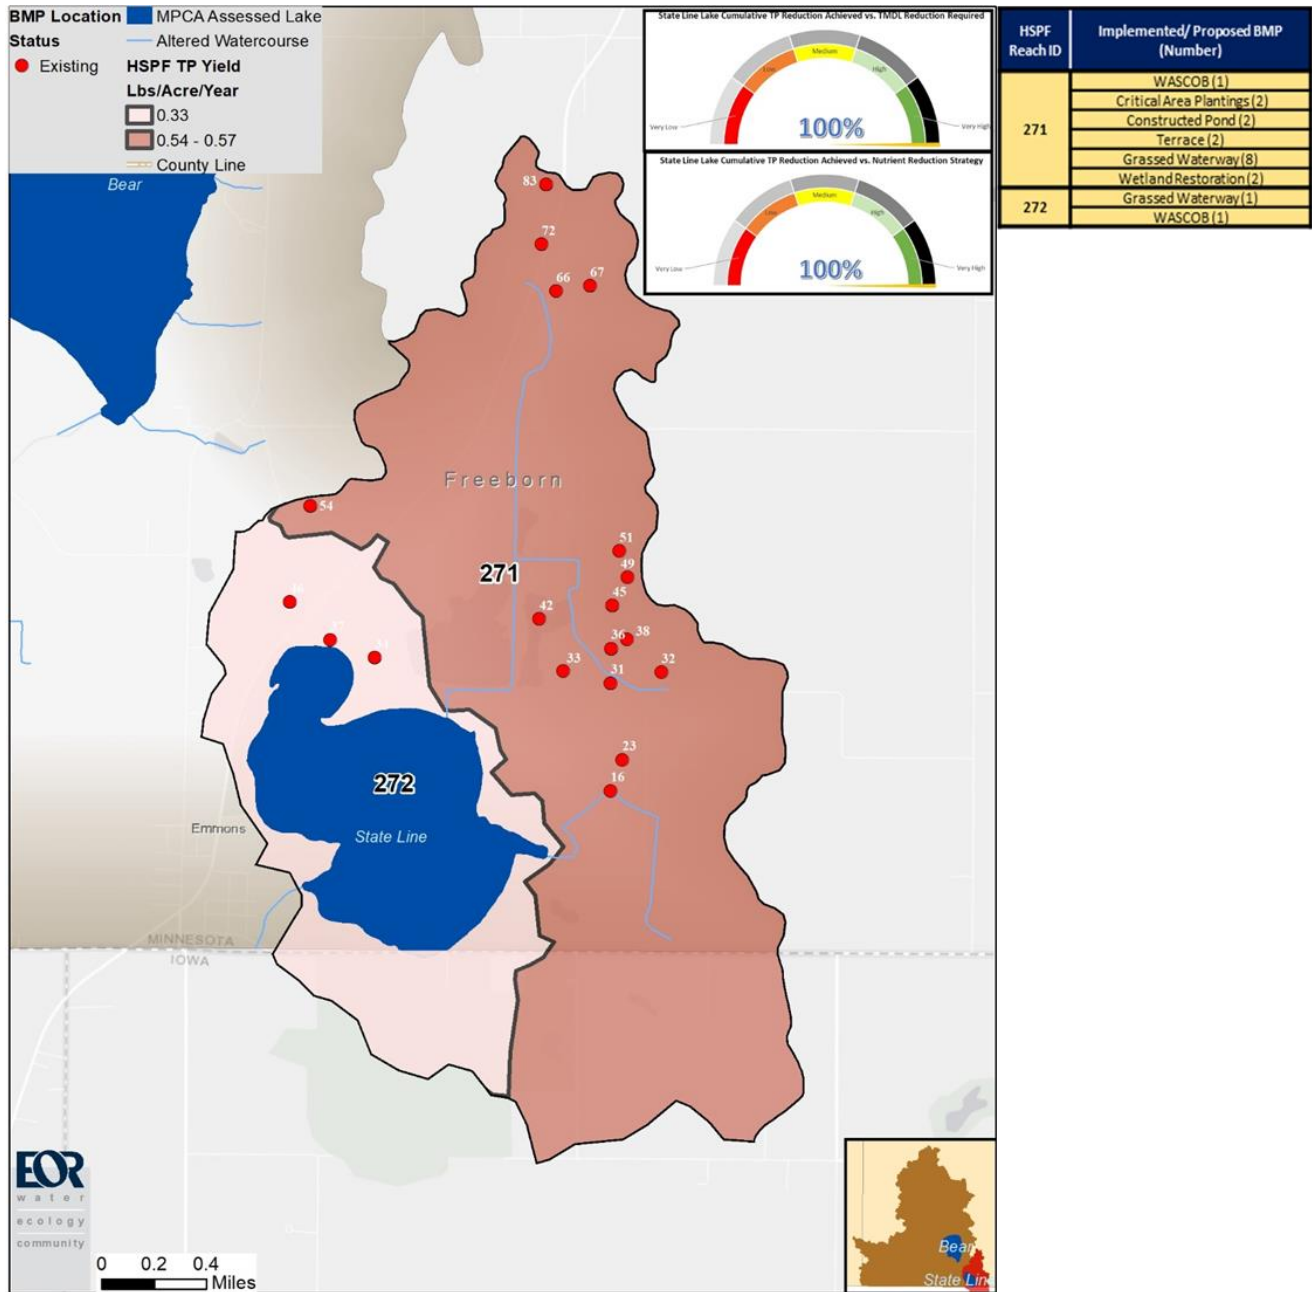 BMP Location
Status
Existing
MPCA Assessed Lake
Altered Watercourse
HSPF TP Yield
Lbs/Acre/Year
0.33
0.54 - 0.57
County Line
State Line Lake Cumulative TP Reduction Achieved vs. TMDL Reduction Required
Very Low
Low
Medium
High
Very High
100%
State Line Lake Cumulative TP Reduction Achieved vs. Nutrient Reduction Strategy
Very Low
Low
Medium
High
Very High
100%
HSPF
Reach ID
Implemented/ Proposed BMP
(Number)
271
WASCOB (1)
Critical Area Plantings (2)
Constructed Pond (2)
Terrace (2)
Grassed Waterway (8)
Wetland Restoration (2)
272
Grassed Waterway (1)
WASCOB (1)
Bear
83
72
66
67
Freeborn
54
271
51
49
45
42
36
38
33
31
32
23
16
272
State Line
Emmons
MINNESOTA
IOWA
EOR
water
ecology
community
0 0.2 0.4
Miles
Bear
State Lin